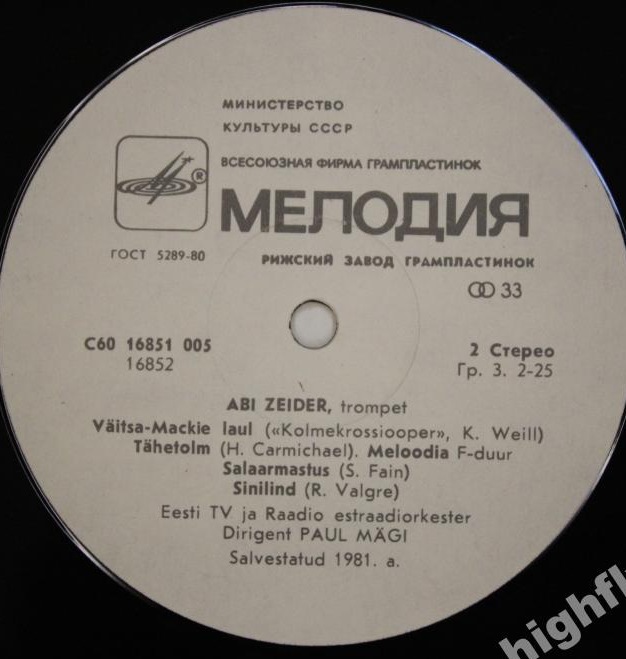 МИНИСТЕРСТВО
КУЛЬТУРЫ СССР
ВСЕСОЮЗНАЯ ФИРМА ГРАМПЛАСТИНОК
®
МЕЛОДИЯ
ГОСТ 5289-80
РИЖСКИЙ ЗАВОД ГРАМПЛАСТИНОК
33
С60 16851 005
2 Стерео
16852
Гр. 3. 2-25
ABI ZEIDER, trompet
Väitsa-Mackie laul («Kolmekrossiooper», K. Weill)
Tähetolm (H. Carmichael). Meloodia F-duur
Salaarmastus (S. Fain)
Sinilind (R. Valgre)
Eesti TV ja Raadio estraadiorkester
Dirigent PAUL MÄGI
Salvestatud 1981. a.